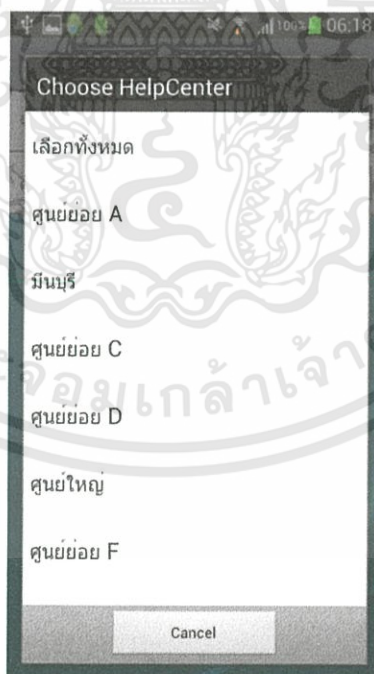 100% 06:18
Choose HelpCenter
เลือกทั้งหมด
ศูนย์ย่อย A
มีนบุรี
ศูนย์ย่อย C
ศูนย์ย่อย D
ศูนย์ใหญ่
ศูนย์ย่อย F
Cancel